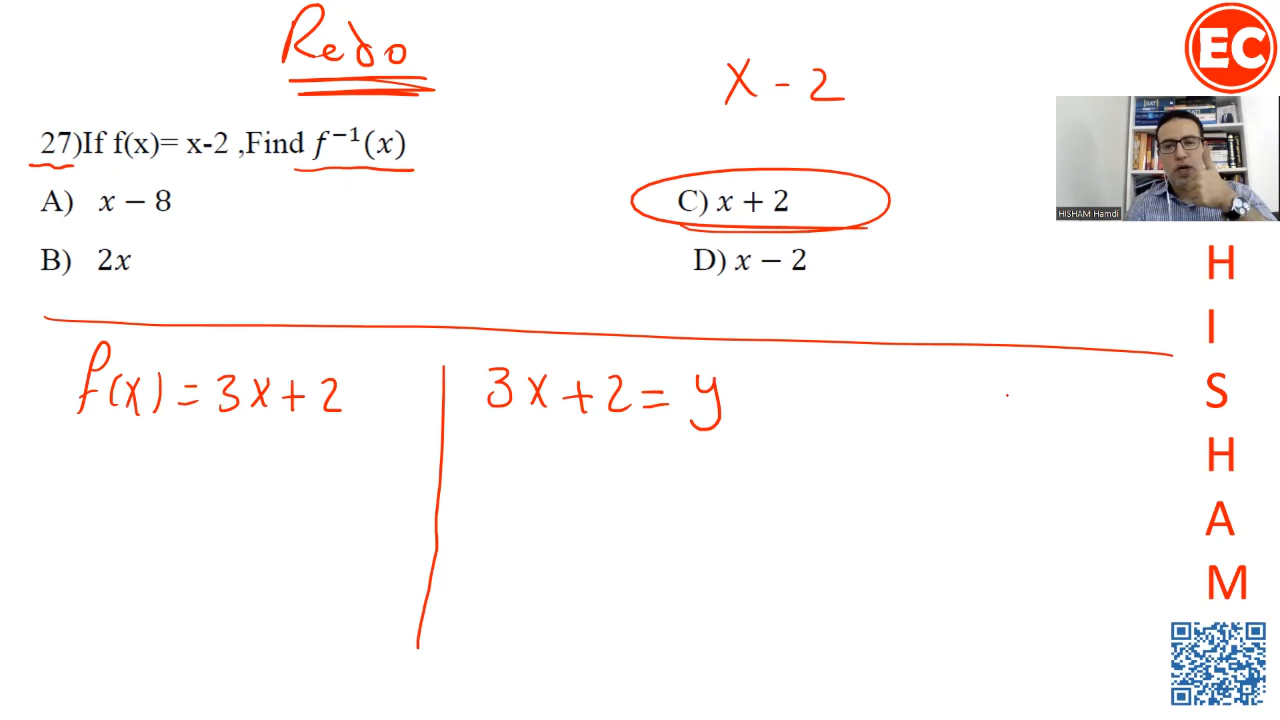 Redo
x - 2
EC
27)If f(x)= x-2 ,Find f⁻¹(x)
A) x − 8
C) x + 2
B) 2x
D) x − 2
HISHAM Hamdi
f(x) = 3x + 2
3x + 2 = y
H
I
S
H
A
M